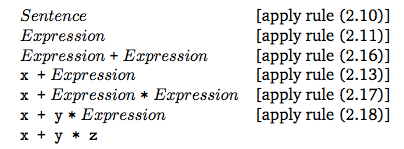 Sentence [apply rule (2.10)]
Expression [apply rule (2.11)]
Expression + Expression [apply rule (2.16)]
x + Expression [apply rule (2.13)]
x + Expression * Expression [apply rule (2.17)]
x + y * Expression [apply rule (2.18)]
x + y * z